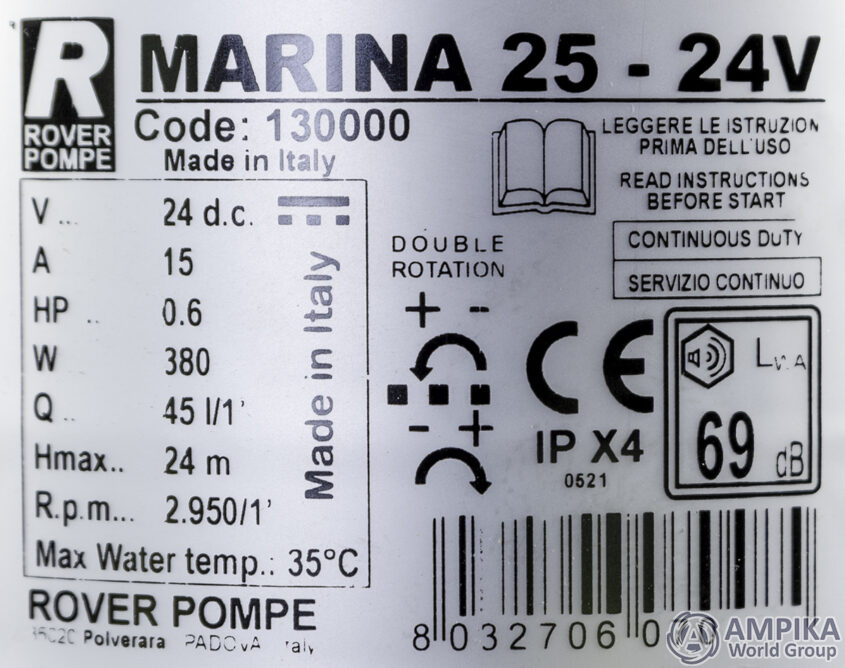 R
ROVER
POMPE
MARINA 25 - 24V
Code: 130000
Made in Italy
V ... 24 d.c.
A 15
HP .. 0.6
W 380
Q .. 45 l/1'
Hmax.. 24 m
R.p.m... 2.950/1'
Max Water temp.: 35°C
Made in Italy
LEGGERE LE ISTRUZION
PRIMA DELL'USO
READ INSTRUCTIONS
BEFORE START
CONTINUOUS DUTY
SERVIZIO CONTINUO
DOUBLE
ROTATION
+ -
- +
CE
IP X4
0521
LWA
69 dB
ROVER POMPE
Polverara PADOVA
8 032706 0
AMPIKA
World Group